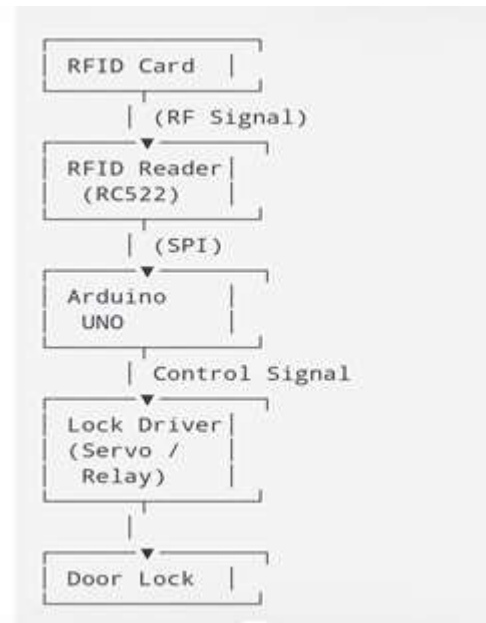 RFID Card
(RF Signal)
RFID Reader
(RC522)
(SPI)
Arduino
UNO
Control Signal
Lock Driver
(Servo /
Relay)
Door Lock